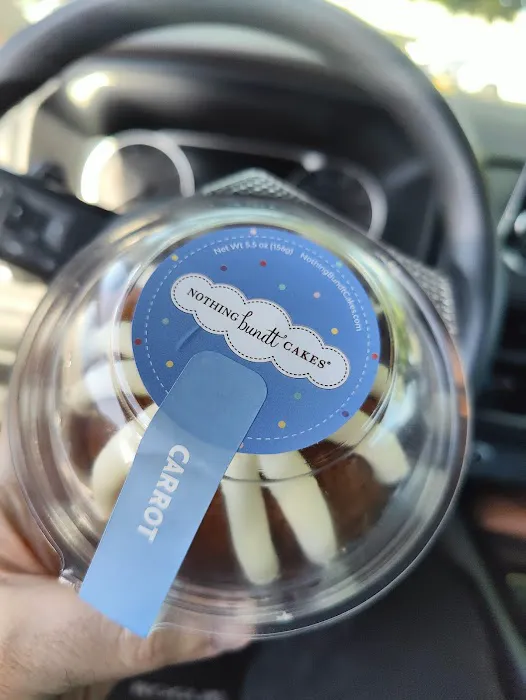 Net Wt 5.5 oz (156g) NothingBundtCakes.com
NOTHING bundt® CAKES®
CARROT